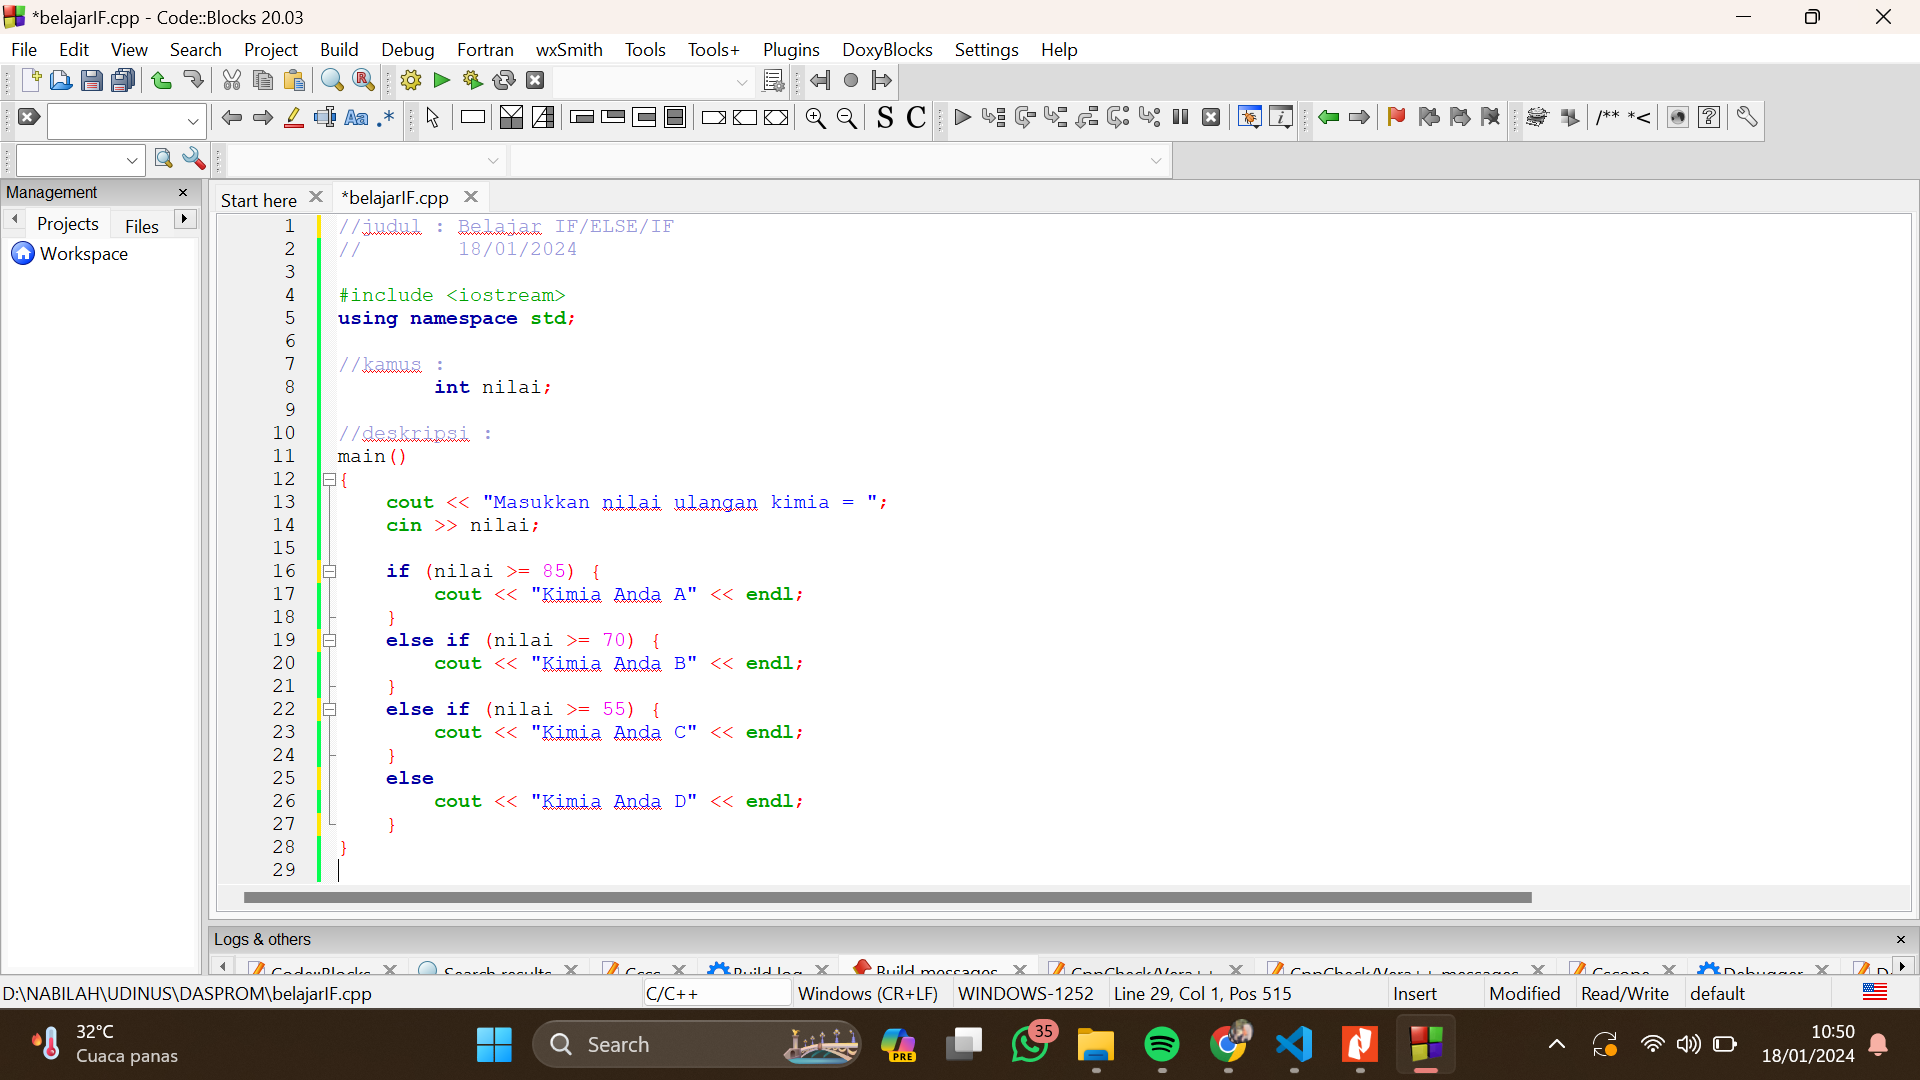 *belajarIF.cpp - Code::Blocks 20.03
File Edit View Search Project Build Debug Fortran wxSmith Tools Tools+ Plugins DoxyBlocks Settings Help
Management
Projects Files
Workspace
Start here *belajarIF.cpp
1 //judul : Belajar IF/ELSE/IF
2 // 18/01/2024
3
4 #include <iostream>
5 using namespace std;
6
7 //kamus :
8 int nilai;
9
10 //deskripsi :
11 main()
12 {
13 cout << "Masukkan nilai ulangan kimia = ";
14 cin >> nilai;
15
16 if (nilai >= 85) {
17 cout << "Kimia Anda A" << endl;
18 }
19 else if (nilai >= 70) {
20 cout << "Kimia Anda B" << endl;
21 }
22 else if (nilai >= 55) {
23 cout << "Kimia Anda C" << endl;
24 }
25 else
26 cout << "Kimia Anda D" << endl;
27 }
28 }
29
Logs & others
Code::Blocks Search results Cccc Build log Build messages CppCheck/Vera++ CppCheck/Vera++ messages Cscope Debugger
D:\NABILAH\UDINUS\DASPROM\belajarIF.cpp C/C++ Windows (CR+LF) WINDOWS-1252 Line 29, Col 1, Pos 515 Insert Modified Read/Write default
32°C
Cuaca panas
Search
PRE
35
10:50
18/01/2024